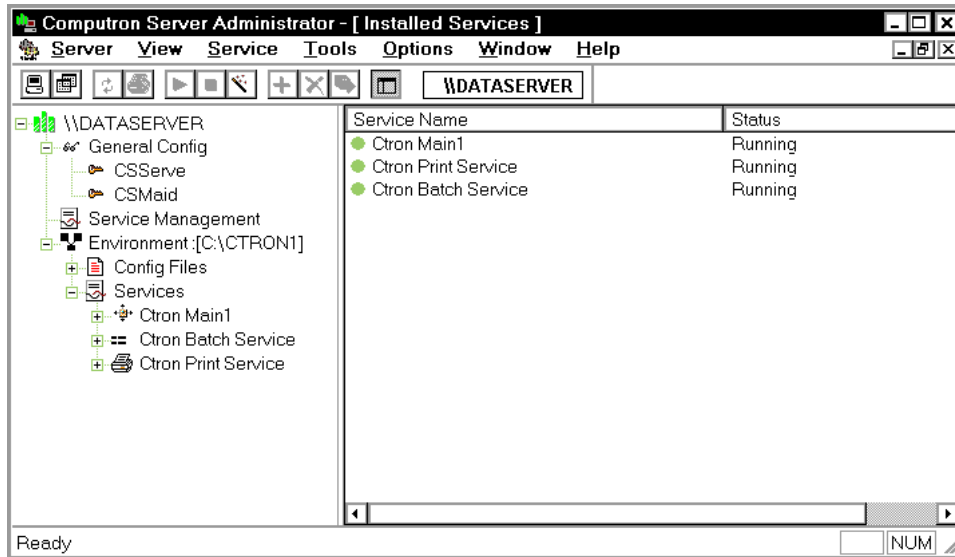 Computron Server Administrator - [ Installed Services ]
Server View Service Tools Options Window Help
\\DATASERVER
\\DATASERVER
General Config
CSServe
CSMaid
Service Management
Environment :[C:\CTRON1]
Config Files
Services
Ctron Main1
Ctron Batch Service
Ctron Print Service
Service Name Status
Ctron Main1 Running
Ctron Print Service Running
Ctron Batch Service Running
Ready NUM